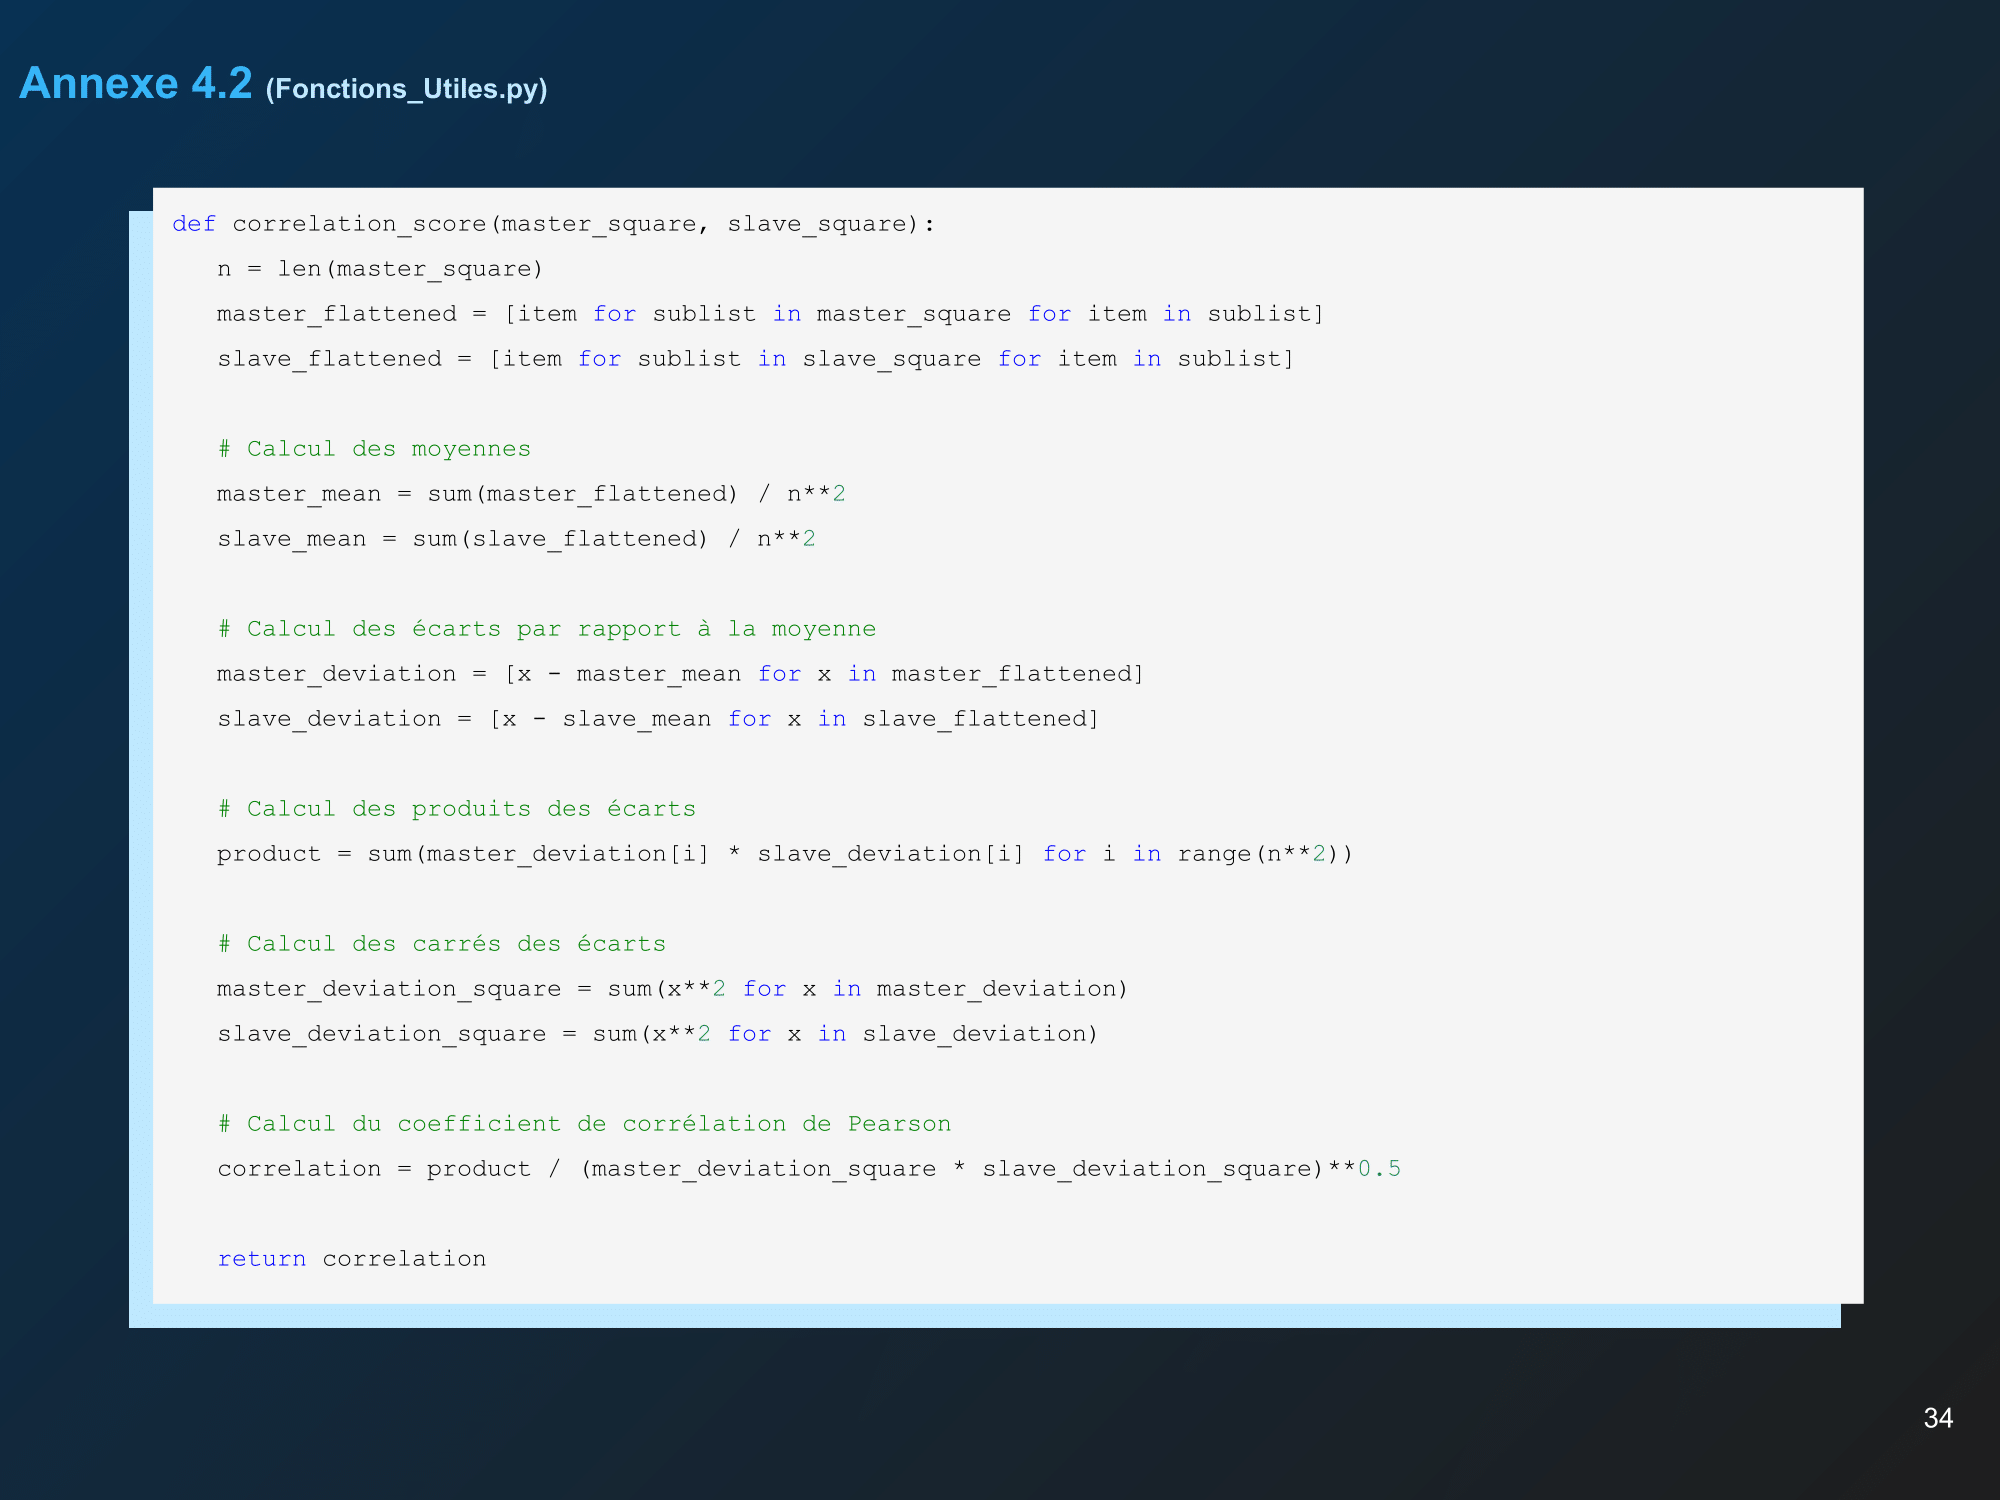 Annexe 4.2 (Fonctions_Utiles.py)
def correlation_score(master_square, slave_square):
   n = len(master_square)
   master_flattened = [item for sublist in master_square for item in sublist]
   slave_flattened = [item for sublist in slave_square for item in sublist]

   # Calcul des moyennes
   master_mean = sum(master_flattened) / n**2
   slave_mean = sum(slave_flattened) / n**2

   # Calcul des écarts par rapport à la moyenne
   master_deviation = [x - master_mean for x in master_flattened]
   slave_deviation = [x - slave_mean for x in slave_flattened]

   # Calcul des produits des écarts
   product = sum(master_deviation[i] * slave_deviation[i] for i in range(n**2))

   # Calcul des carrés des écarts
   master_deviation_square = sum(x**2 for x in master_deviation)
   slave_deviation_square = sum(x**2 for x in slave_deviation)

   # Calcul du coefficient de corrélation de Pearson
   correlation = product / (master_deviation_square * slave_deviation_square)**0.5

   return correlation
34